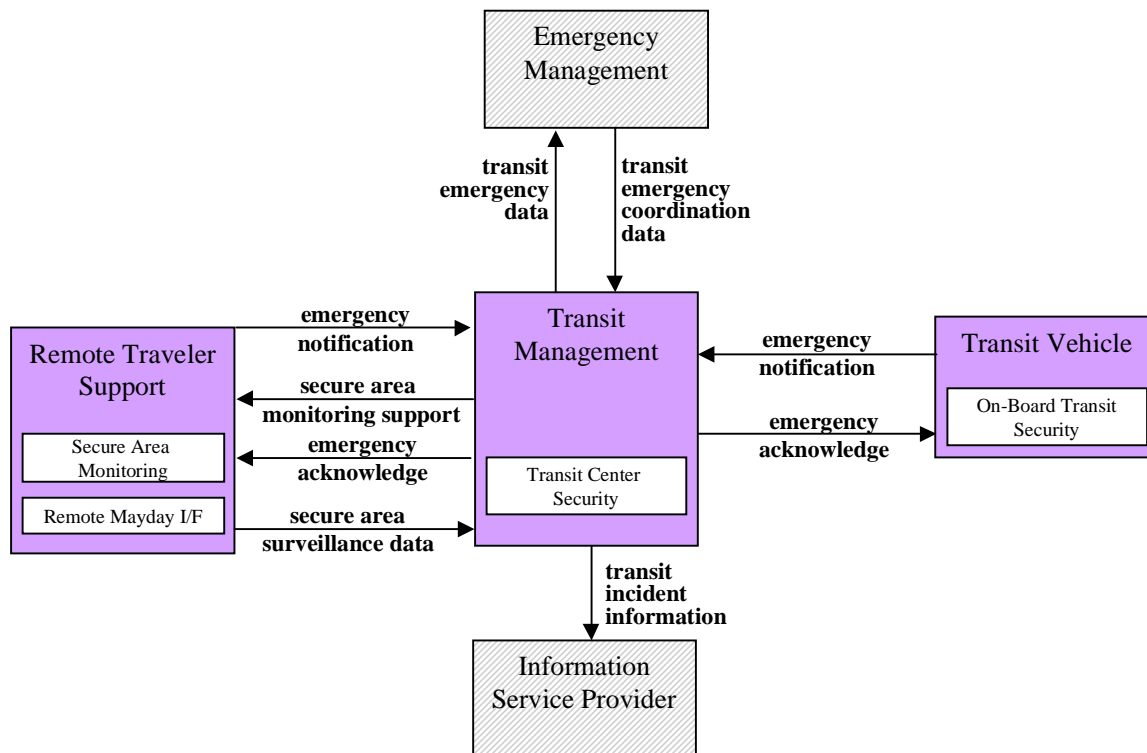 Emergency
Management
transit
emergency
data
transit
emergency
coordination
data
Remote Traveler
Support
Secure Area
Monitoring
Remote Mayday I/F
emergency
notification
secure area
monitoring support
emergency
acknowledge
secure area
surveillance data
Transit
Management
Transit Center
Security
emergency
notification
emergency
acknowledge
Transit Vehicle
On-Board Transit
Security
transit
incident
information
Information
Service Provider